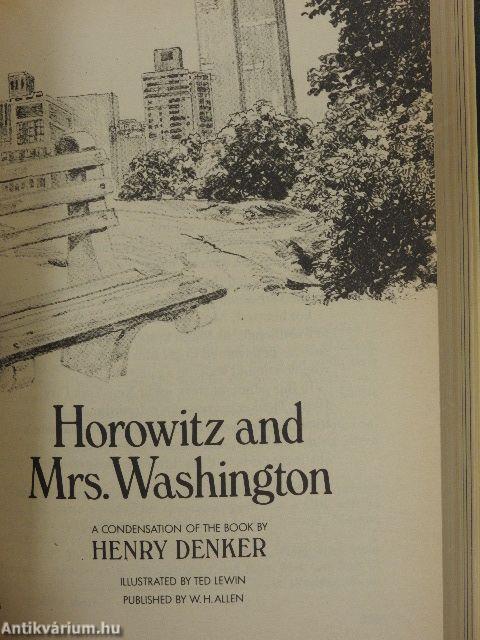 Horowitz and
Mrs. Washington
A CONDENSATION OF THE BOOK BY
HENRY DENKER
ILLUSTRATED BY TED LEWIN
PUBLISHED BY W. H. ALLEN
Antikvárium.hu